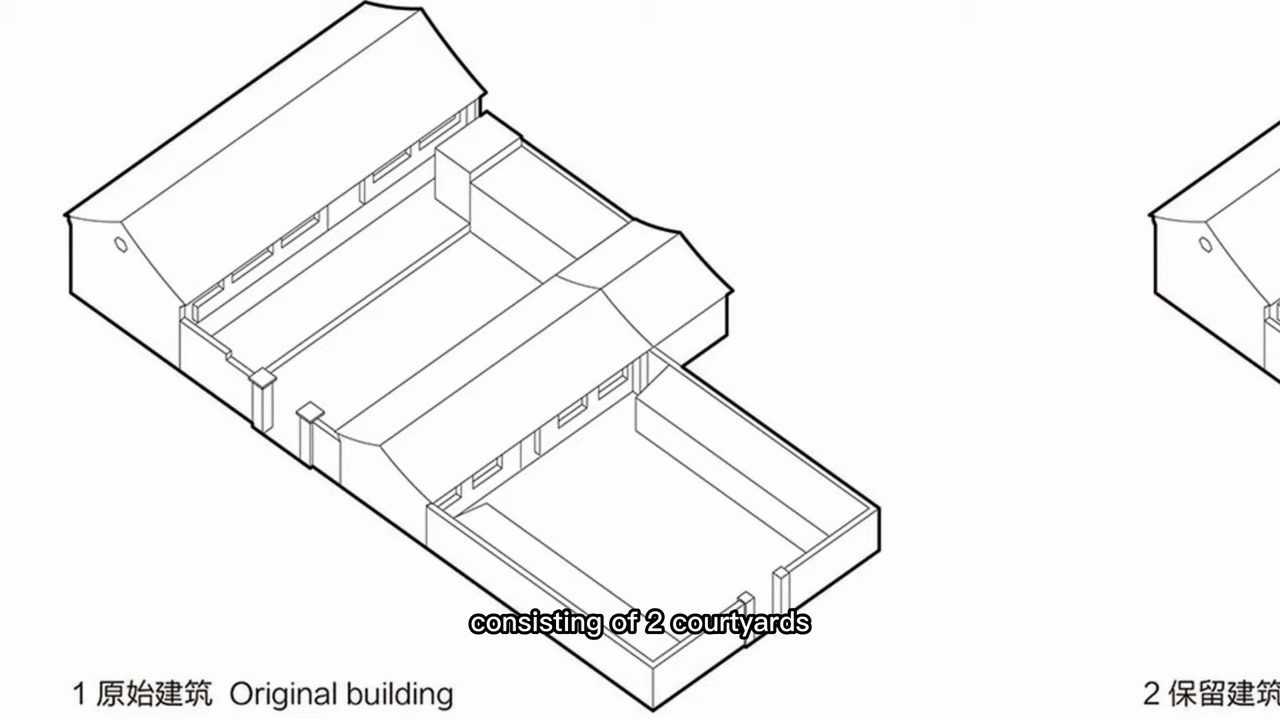 consisting of 2 courtyards
1 原始建筑 Original building
2 保留建筑